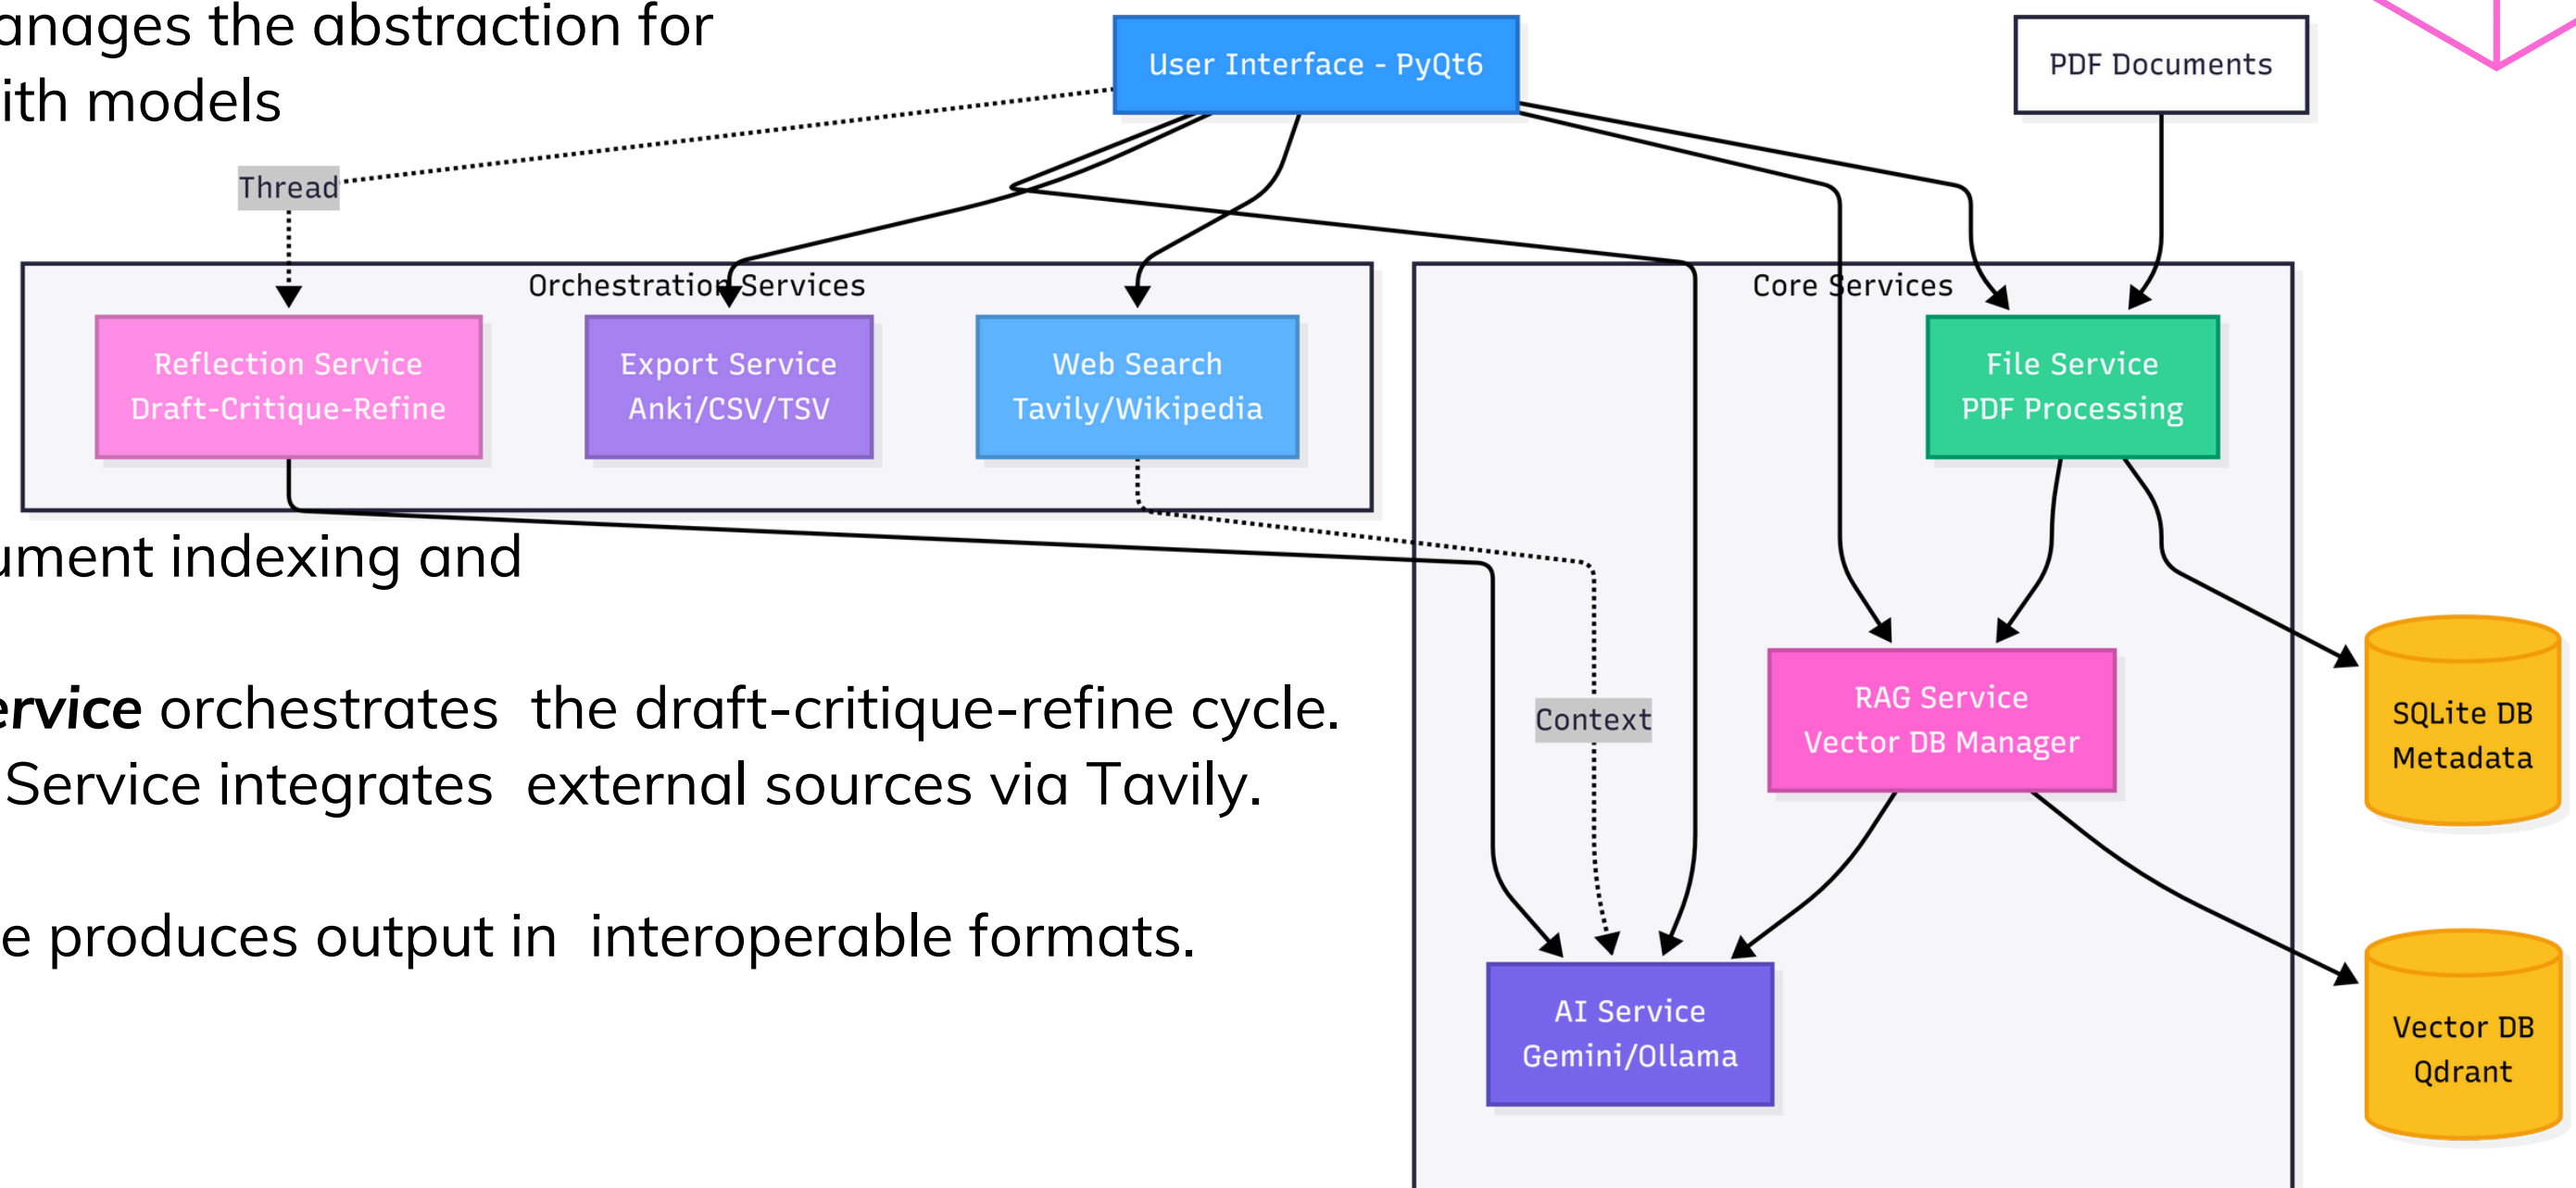 anages the abstraction for
ith models
User Interface - PyQt6
PDF Documents
Thread
Orchestration Services
Core Services
Reflection Service
Draft-Critique-Refine
Export Service
Anki/CSV/TSV
Web Search
Tavily/Wikipedia
File Service
PDF Processing
ument indexing and
ervice orchestrates the draft-critique-refine cycle.
Service integrates external sources via Tavily.
e produces output in interoperable formats.
Context
RAG Service
Vector DB Manager
SQLite DB
Metadata
AI Service
Gemini/Ollama
Vector DB
Qdrant